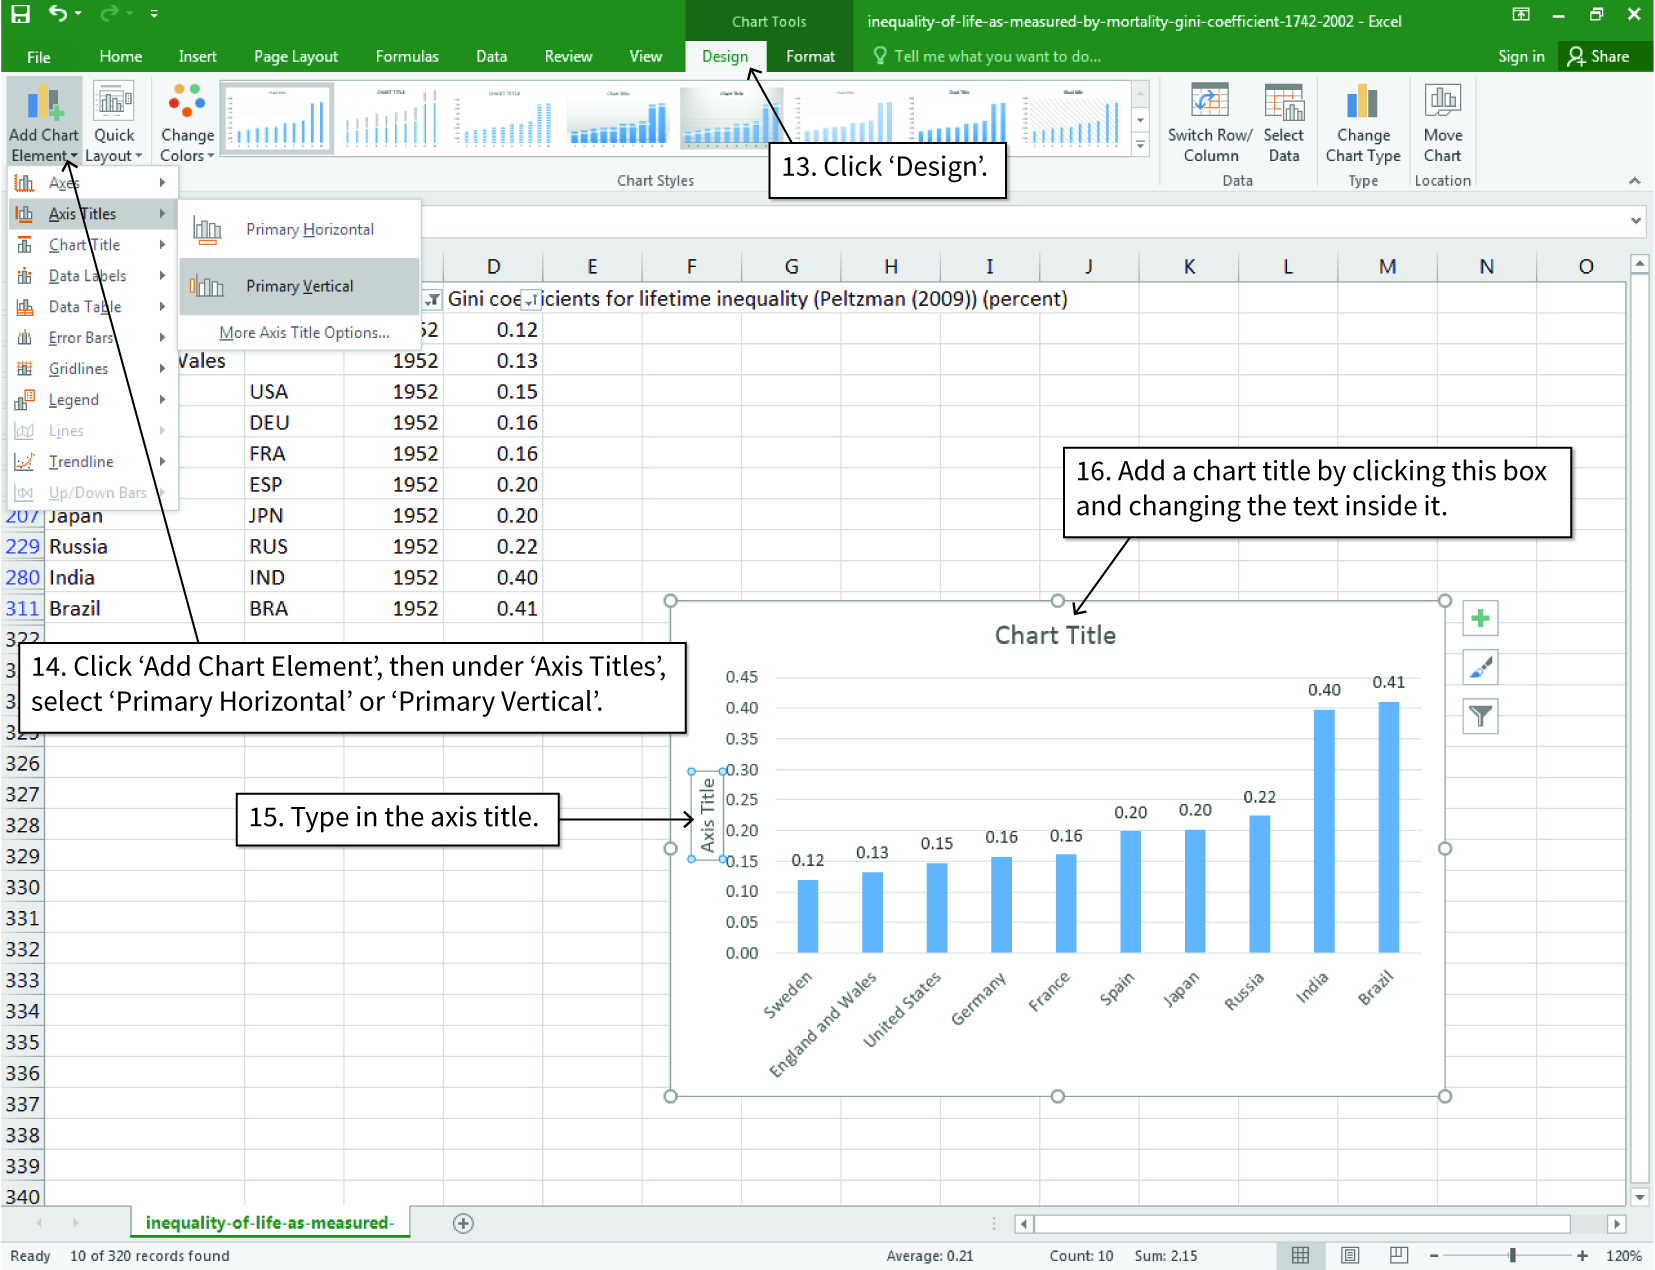 Chart Tools
inequality-of-life-as-measured-by-mortality-gini-coefficient-1742-2002 - Excel
File Home Insert Page Layout Formulas Data Review View Design Format Tell me what you want to do... Sign in Share
Add Chart Element
Quick Layout
Change Colors
Chart Styles
Switch Row/ Column
Select Data
Data
Change Chart Type
Type
Move Chart
Location
13. Click ‘Design’.
Axes
Axis Titles
Chart Title
Data Labels
Data Table
Error Bars
Gridlines
Legend
Lines
Trendline
Up/Down Bars
Primary Horizontal
Primary Vertical
More Axis Title Options...
D E F G H I J K L M N O
Gini coefficients for lifetime inequality (Peltzman (2009)) (percent)
52 0.12
Wales 1952 0.13
USA 1952 0.15
DEU 1952 0.16
FRA 1952 0.16
ESP 1952 0.20
207 Japan JPN 1952 0.20
229 Russia RUS 1952 0.22
280 India IND 1952 0.40
311 Brazil BRA 1952 0.41
322
325
326
327
328
329
330
331
332
333
334
335
336
337
338
339
340
14. Click ‘Add Chart Element’, then under ‘Axis Titles’,
select ‘Primary Horizontal’ or ‘Primary Vertical’.
15. Type in the axis title.
16. Add a chart title by clicking this box
and changing the text inside it.
Chart Title
Axis Title
0.45
0.40
0.35
0.30
0.25
0.20
0.15
0.10
0.05
0.00
0.12 0.13 0.15 0.16 0.16 0.20 0.20 0.22 0.40 0.41
Sweden England and Wales United States Germany France Spain Japan Russia India Brazil
inequality-of-life-as-measured-
Ready 10 of 320 records found Average: 0.21 Count: 10 Sum: 2.15 120%